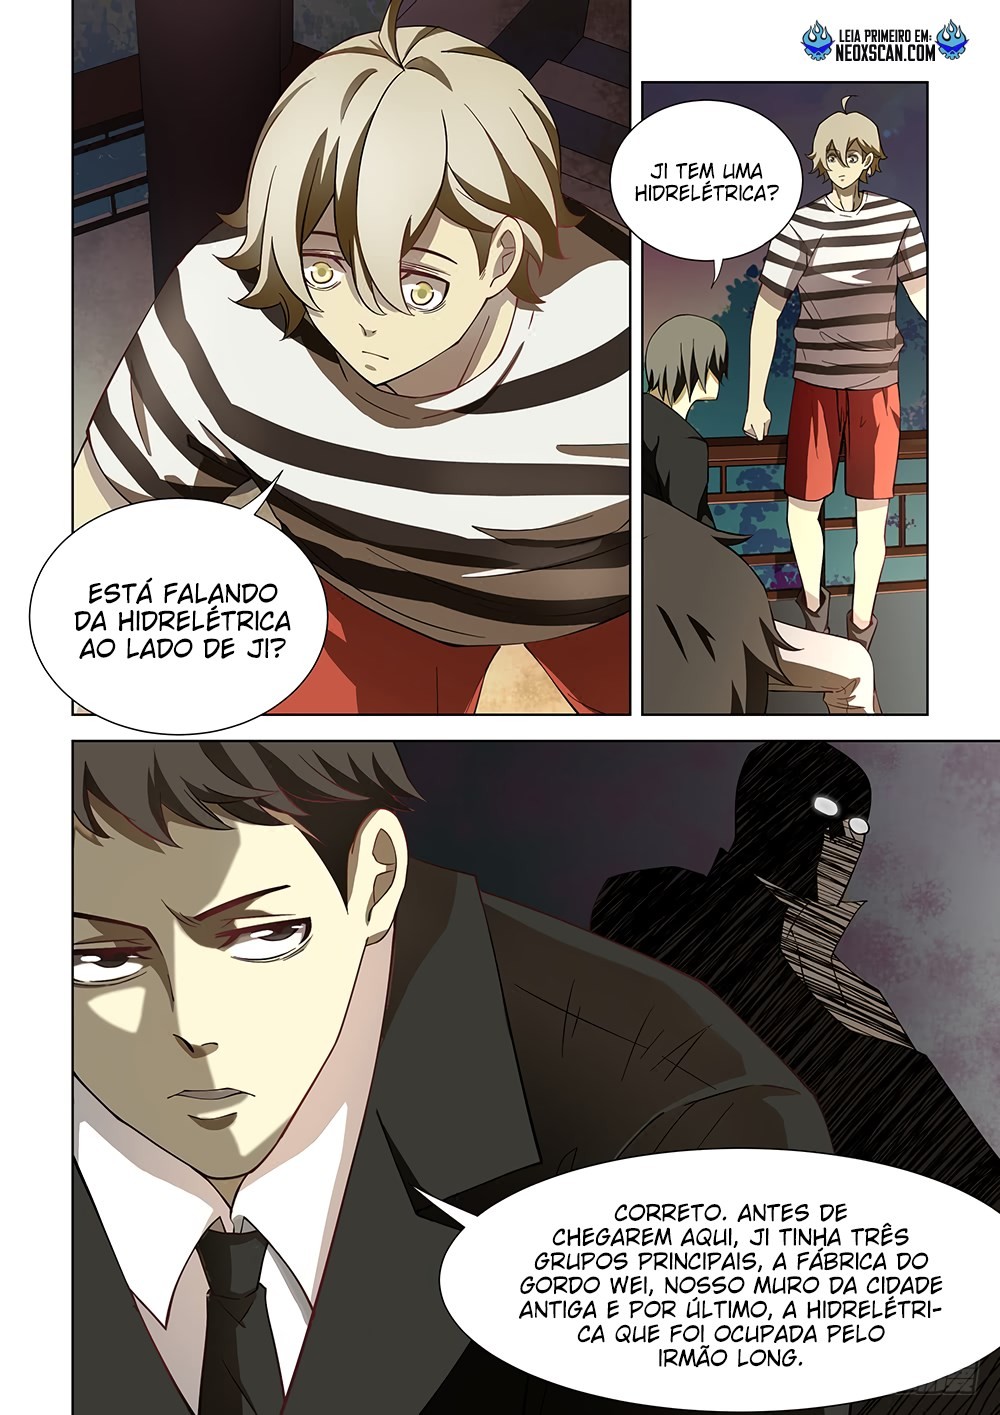 LEIA PRIMEIRO EM:
NEOXSCAN.COM
JI TEM UMA
HIDRELÉTRICA?
ESTÁ FALANDO
DA HIDRELÉTRICA
AO LADO DE JI?
CORRETO. ANTES DE
CHEGAREM AQUI, JI TINHA TRÊS
GRUPOS PRINCIPAIS, A FÁBRICA DO
GORDO WEI, NOSSO MURO DA CIDADE
ANTIGA E POR ÚLTIMO, A HIDRELÉTRI-
CA QUE FOI OCUPADA PELO
IRMÃO LONG.